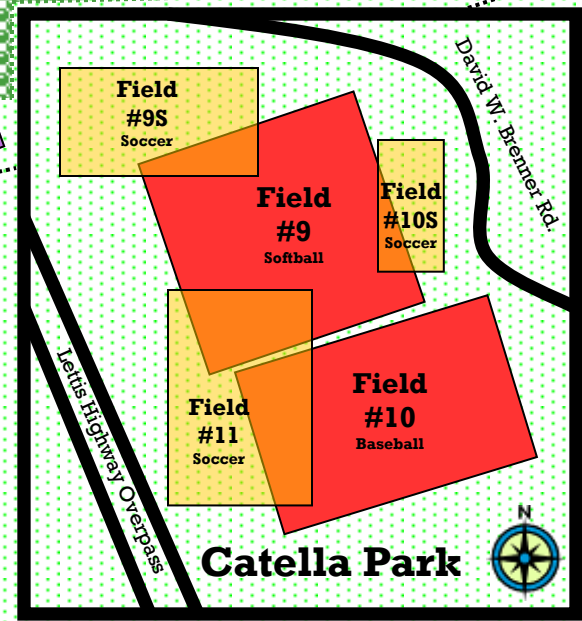 David W. Brenner Rd.
Field
#9S
Soccer
Field
#9
Softball
Field
#10S
Soccer
Field
#10
Baseball
Field
#11
Soccer
Lettis Highway Overpass
N
Catella Park